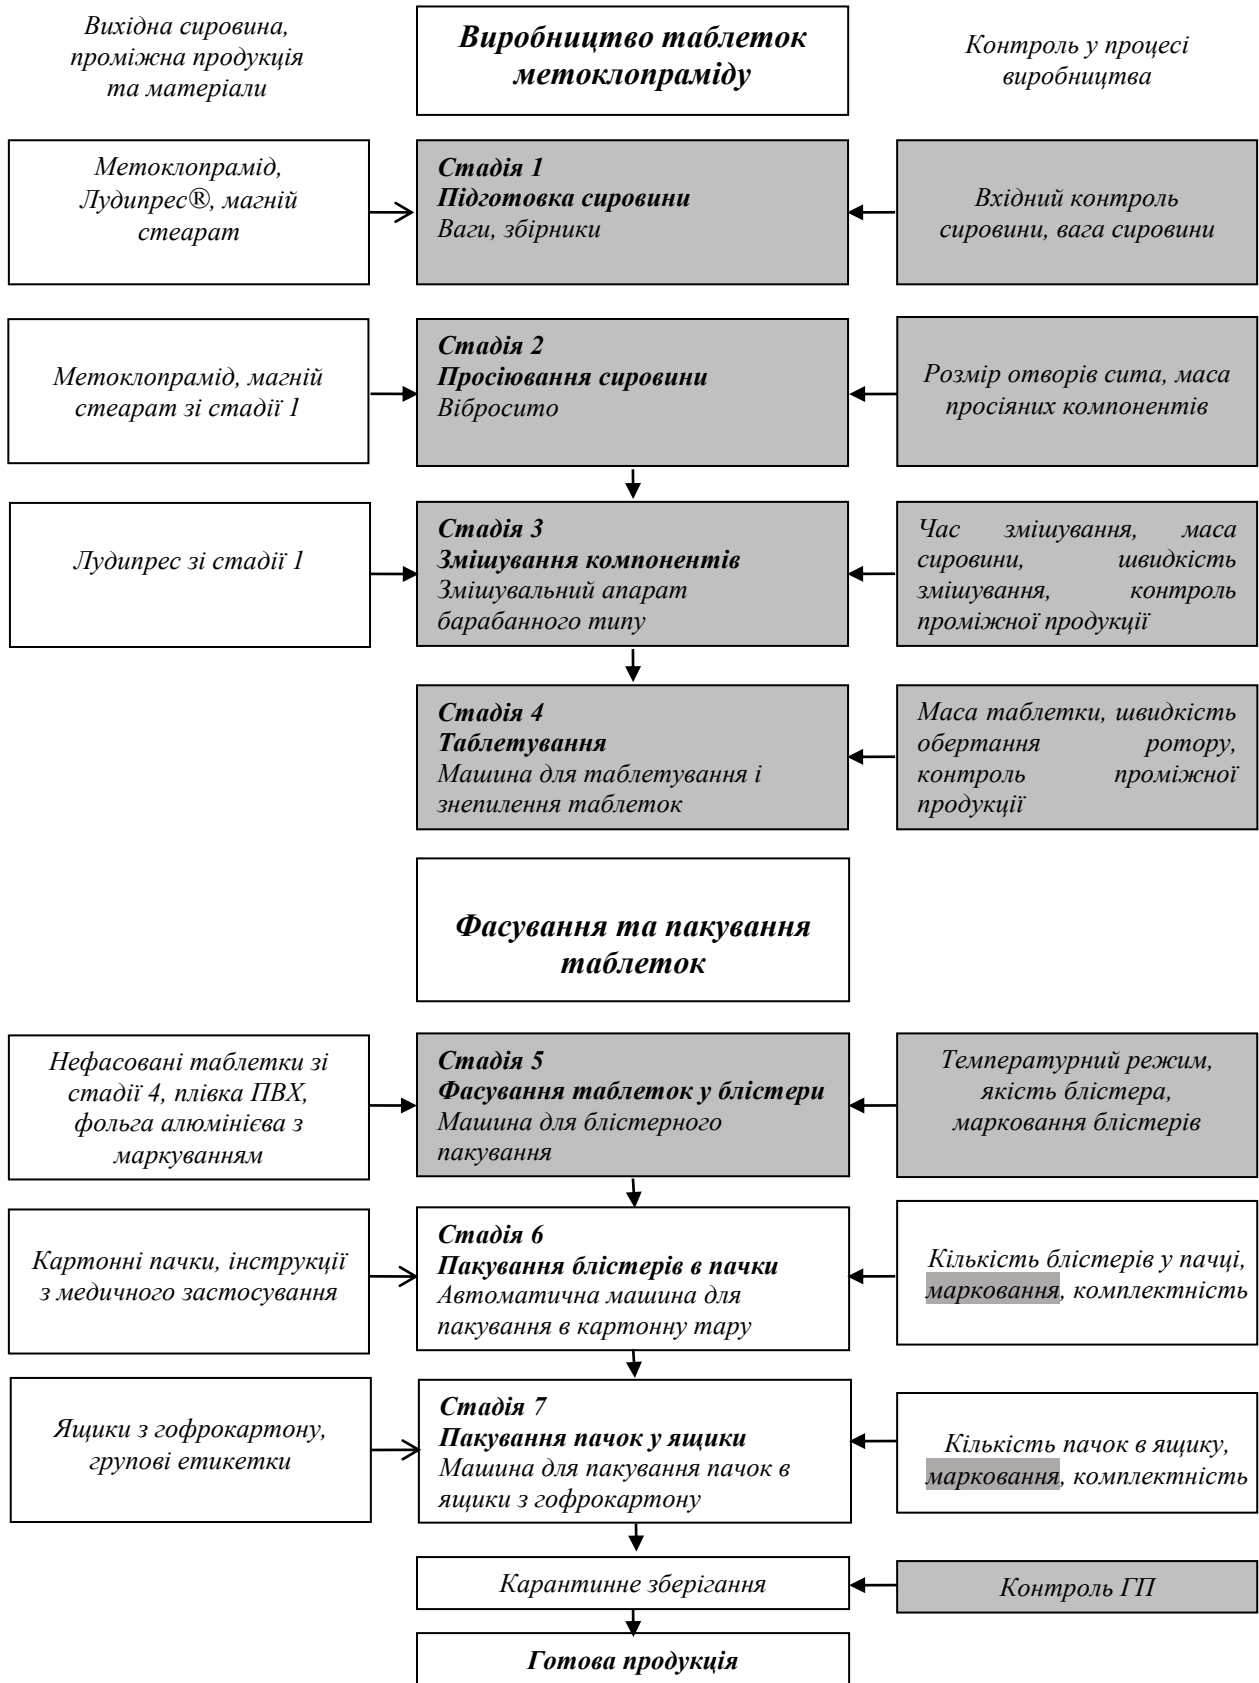 Вихідна сировина,
проміжна продукція
та матеріали
Виробництво таблеток
метоклопраміду
Контроль у процесі
виробництва
Метоклопрамід,
Лудипрес®, магній
стеарат
Стадія 1
Підготовка сировини
Ваги, збірники
Вхідний контроль
сировини, вага сировини
Метоклопрамід, магній
стеарат зі стадії 1
Стадія 2
Просіювання сировини
Вібросито
Розмір отворів сита, маса
просіяних компонентів
Лудипрес зі стадії 1
Стадія 3
Змішування компонентів
Змішувальний апарат
барабанного типу
Час змішування, маса
сировини, швидкість
змішування, контроль
проміжної продукції
Стадія 4
Таблетування
Машина для таблетування і
знепилення таблеток
Маса таблетки, швидкість
обертання ротору,
контроль проміжної
продукції
Фасування та пакування
таблеток
Нефасовані таблетки зі
стадії 4, плівка ПВХ,
фольга алюмінієва з
маркуванням
Стадія 5
Фасування таблеток у блістери
Машина для блістерного
пакування
Температурний режим,
якість блістера,
марковання блістерів
Картонні пачки, інструкції
з медичного застосування
Стадія 6
Пакування блістерів в пачки
Автоматична машина для
пакування в картонну тару
Кількість блістерів у пачці,
марковання, комплектність
Ящики з гофрокартону,
групові етикетки
Стадія 7
Пакування пачок у ящики
Машина для пакування пачок в
ящики з гофрокартону
Кількість пачок в ящику,
марковання, комплектність
Карантинне зберігання
Контроль ГП
Готова продукція